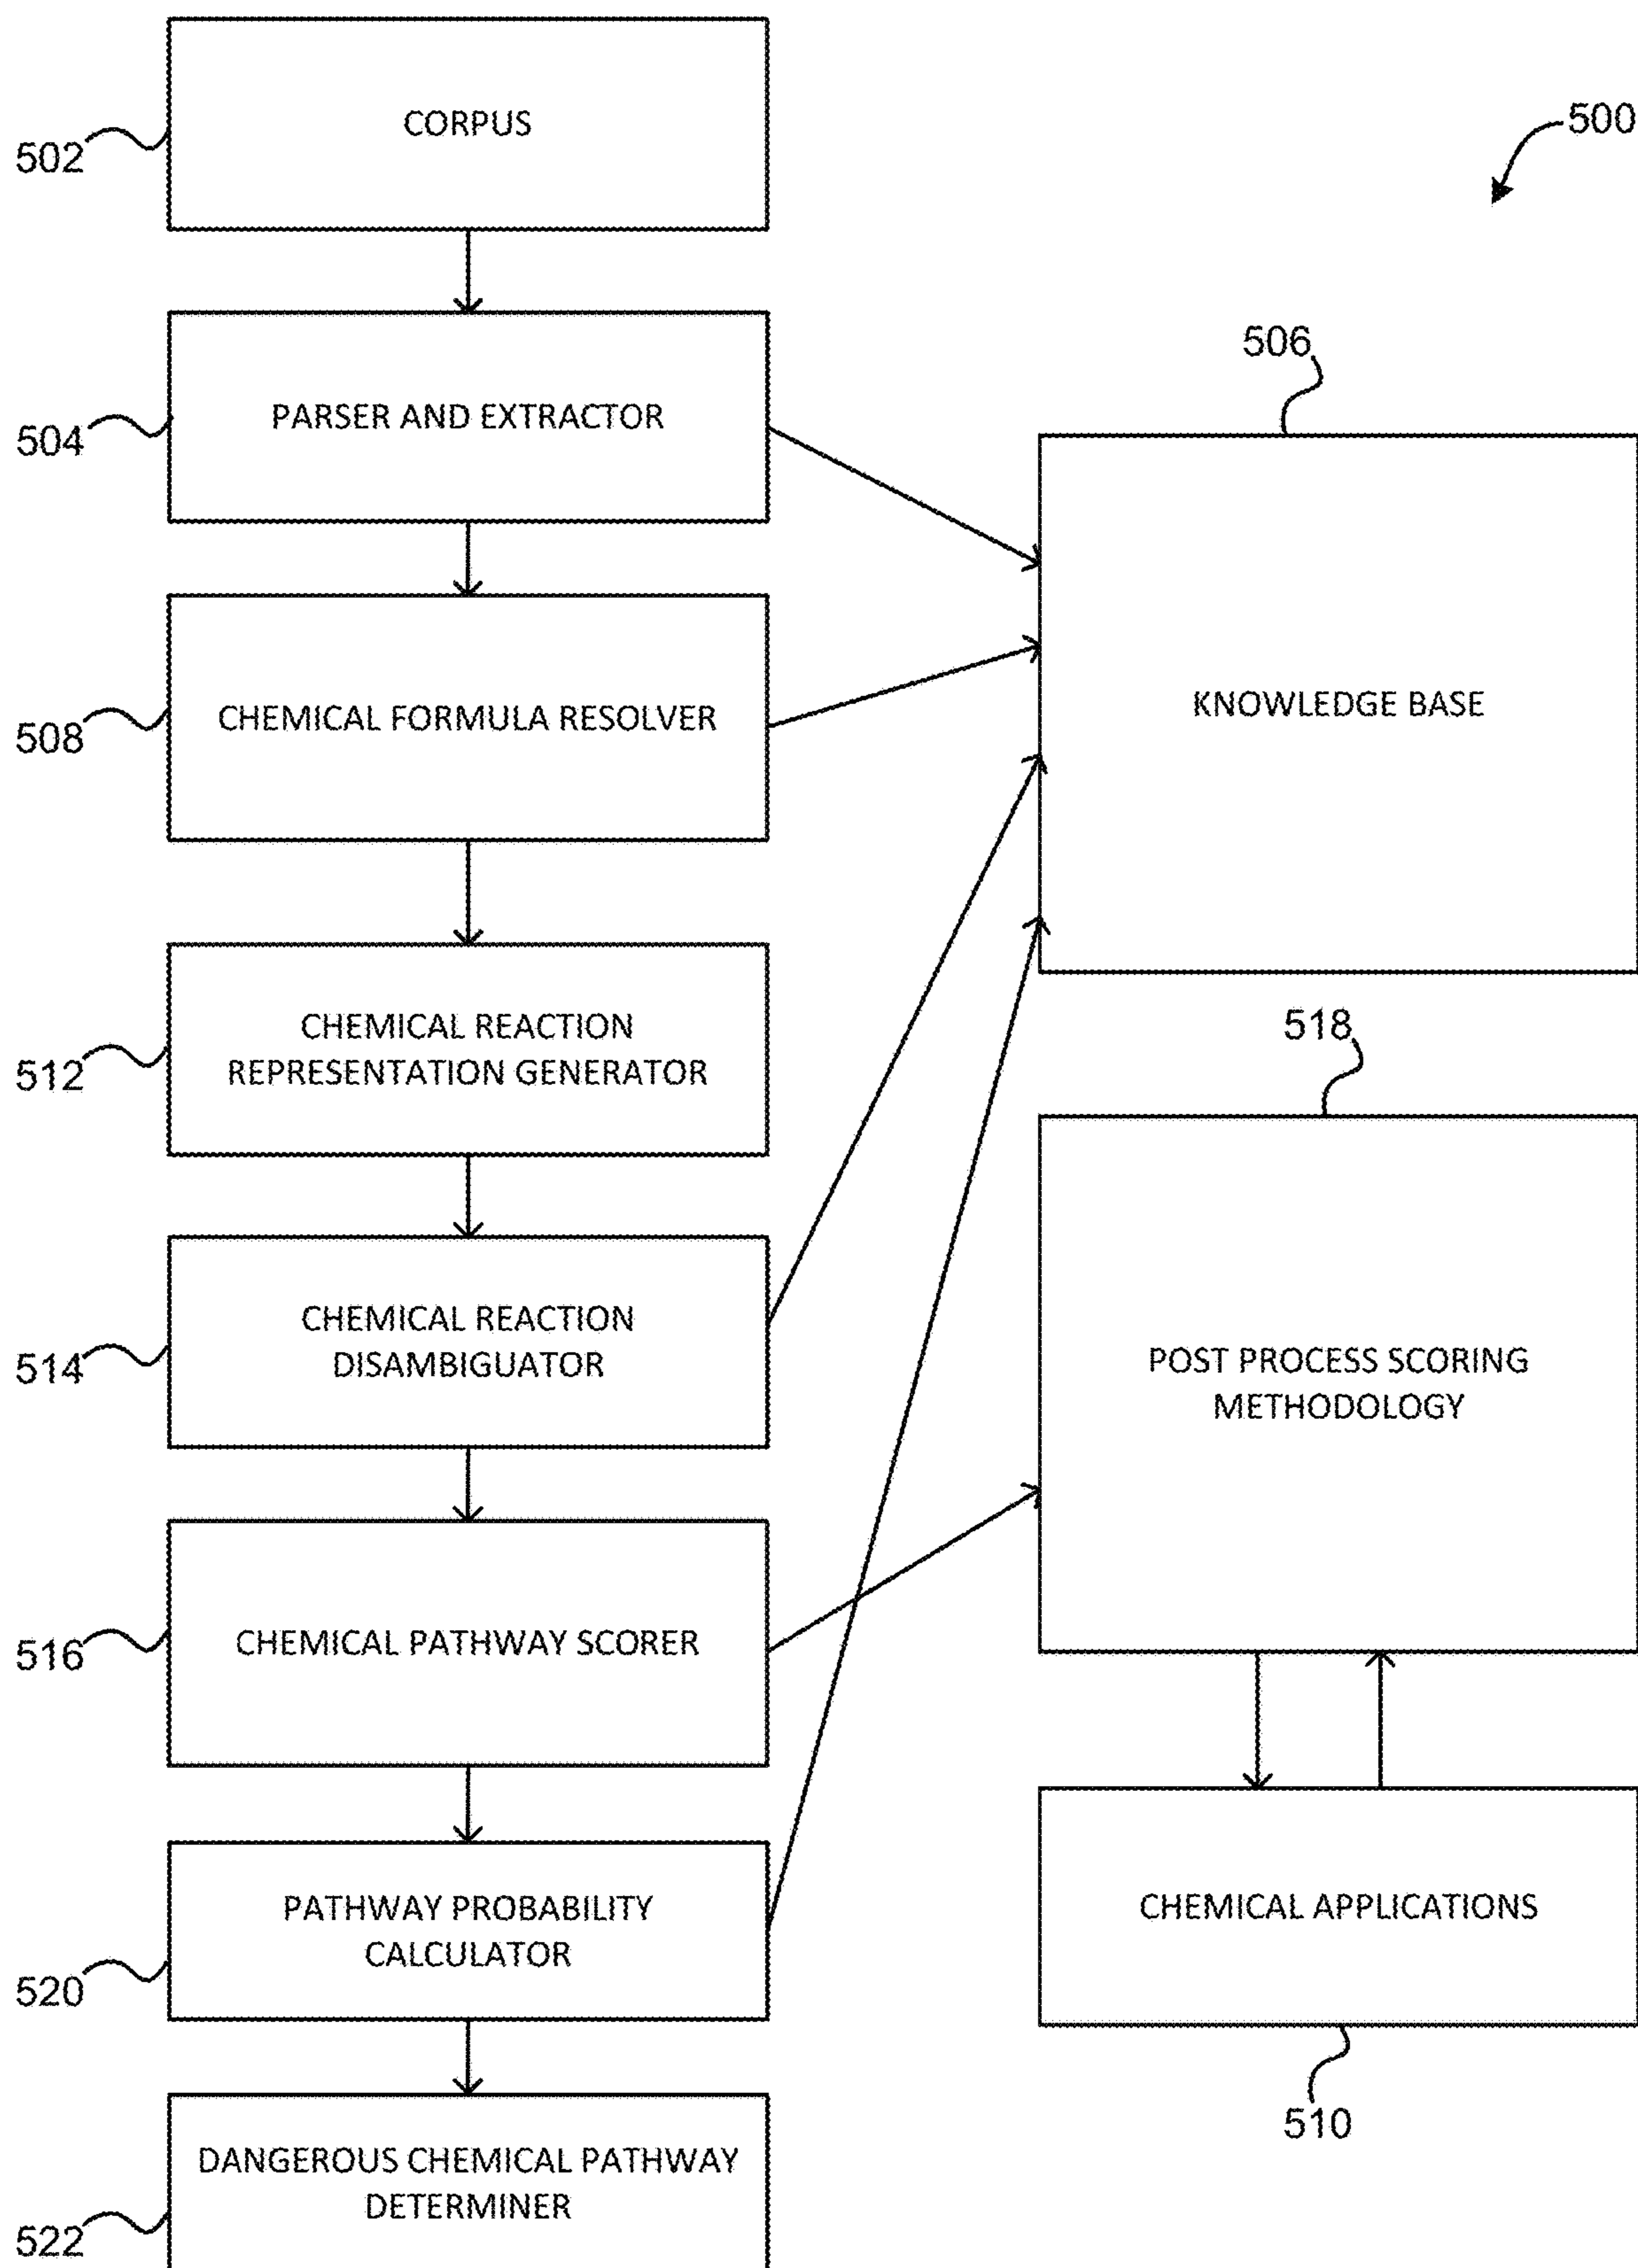 CORPUS
502
500
PARSER AND EXTRACTOR
504
506
CHEMICAL FORMULA RESOLVER
508
KNOWLEDGE BASE
CHEMICAL REACTION
REPRESENTATION GENERATOR
512
518
CHEMICAL REACTION
DISAMBIGUATOR
514
POST PROCESS SCORING
METHODOLOGY
CHEMICAL PATHWAY SCORER
516
PATHWAY PROBABILITY
CALCULATOR
520
CHEMICAL APPLICATIONS
510
DANGEROUS CHEMICAL PATHWAY
DETERMINER
522